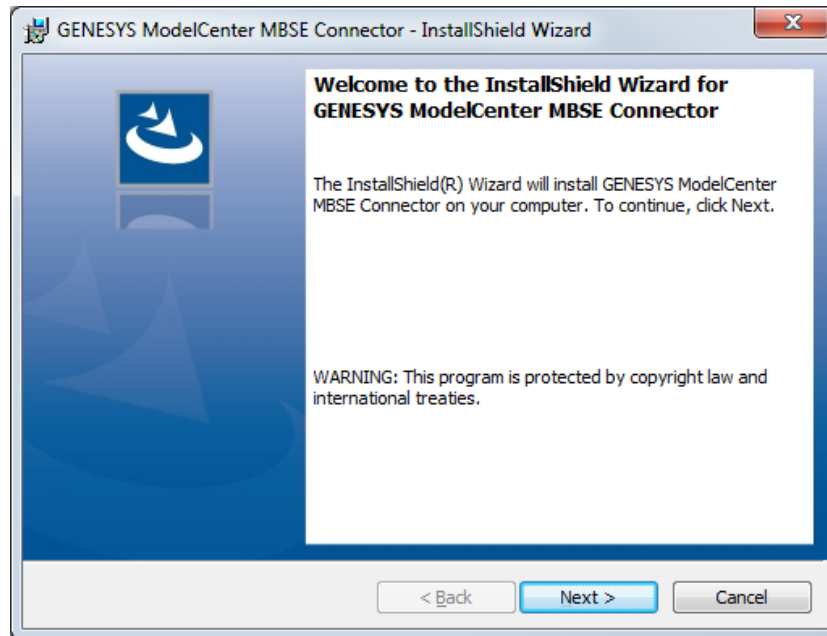 GENESYS ModelCenter MBSE Connector - InstallShield Wizard
Welcome to the InstallShield Wizard for
GENESYS ModelCenter MBSE Connector
The InstallShield(R) Wizard will install GENESYS ModelCenter
MBSE Connector on your computer. To continue, click Next.
WARNING: This program is protected by copyright law and
international treaties.
< Back Next > Cancel